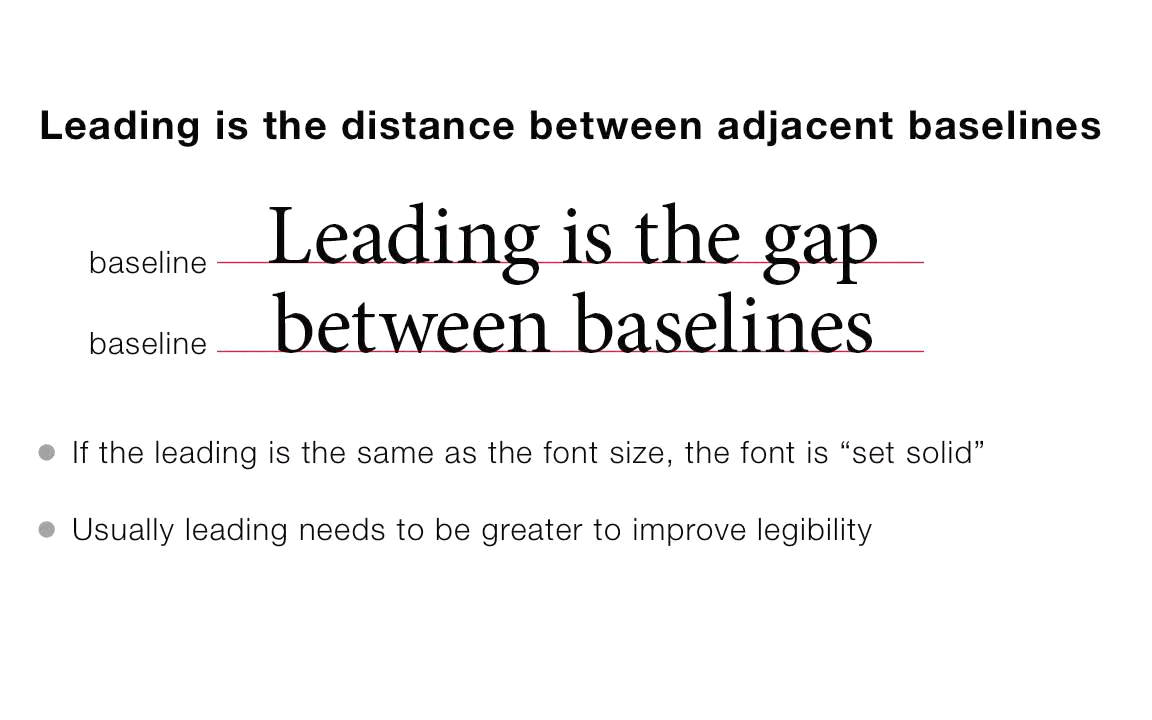 Leading is the distance between adjacent baselines
baseline Leading is the gap
baseline between baselines
If the leading is the same as the font size, the font is “set solid”
Usually leading needs to be greater to improve legibility